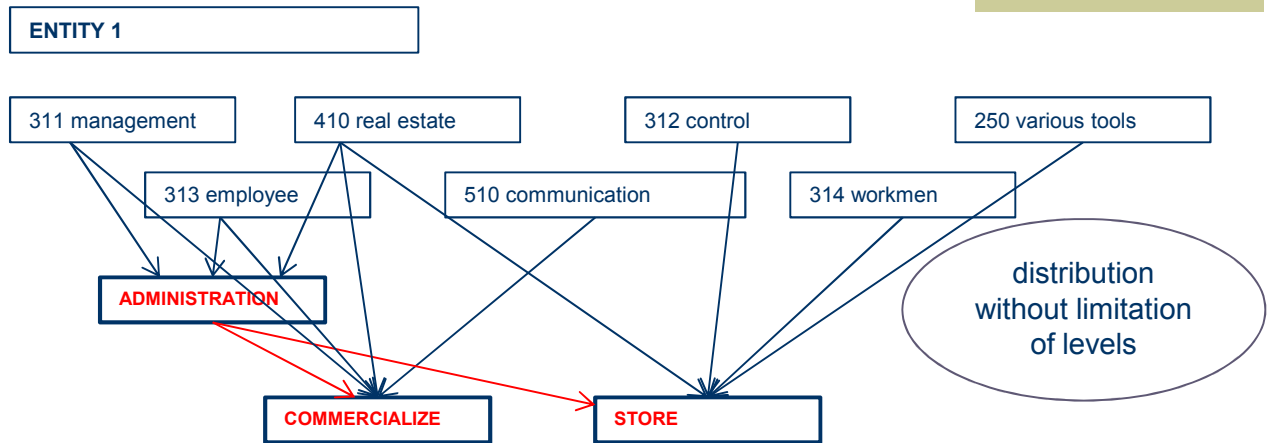 ENTITY 1
311 management
410 real estate
312 control
250 various tools
313 employee
510 communication
314 workmen
distribution
without limitation
of levels
ADMINISTRATION
COMMERCIALIZE
STORE